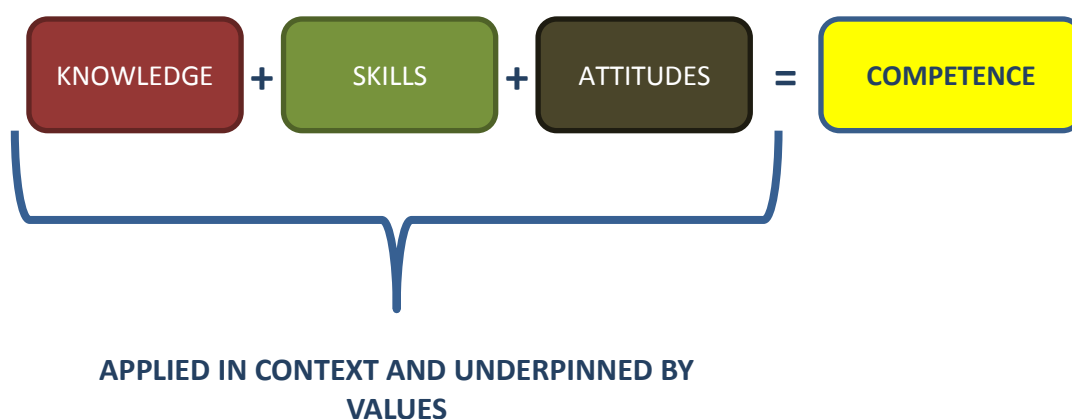 KNOWLEDGE + SKILLS + ATTITUDES = COMPETENCE
APPLIED IN CONTEXT AND UNDERPINNED BY
VALUES